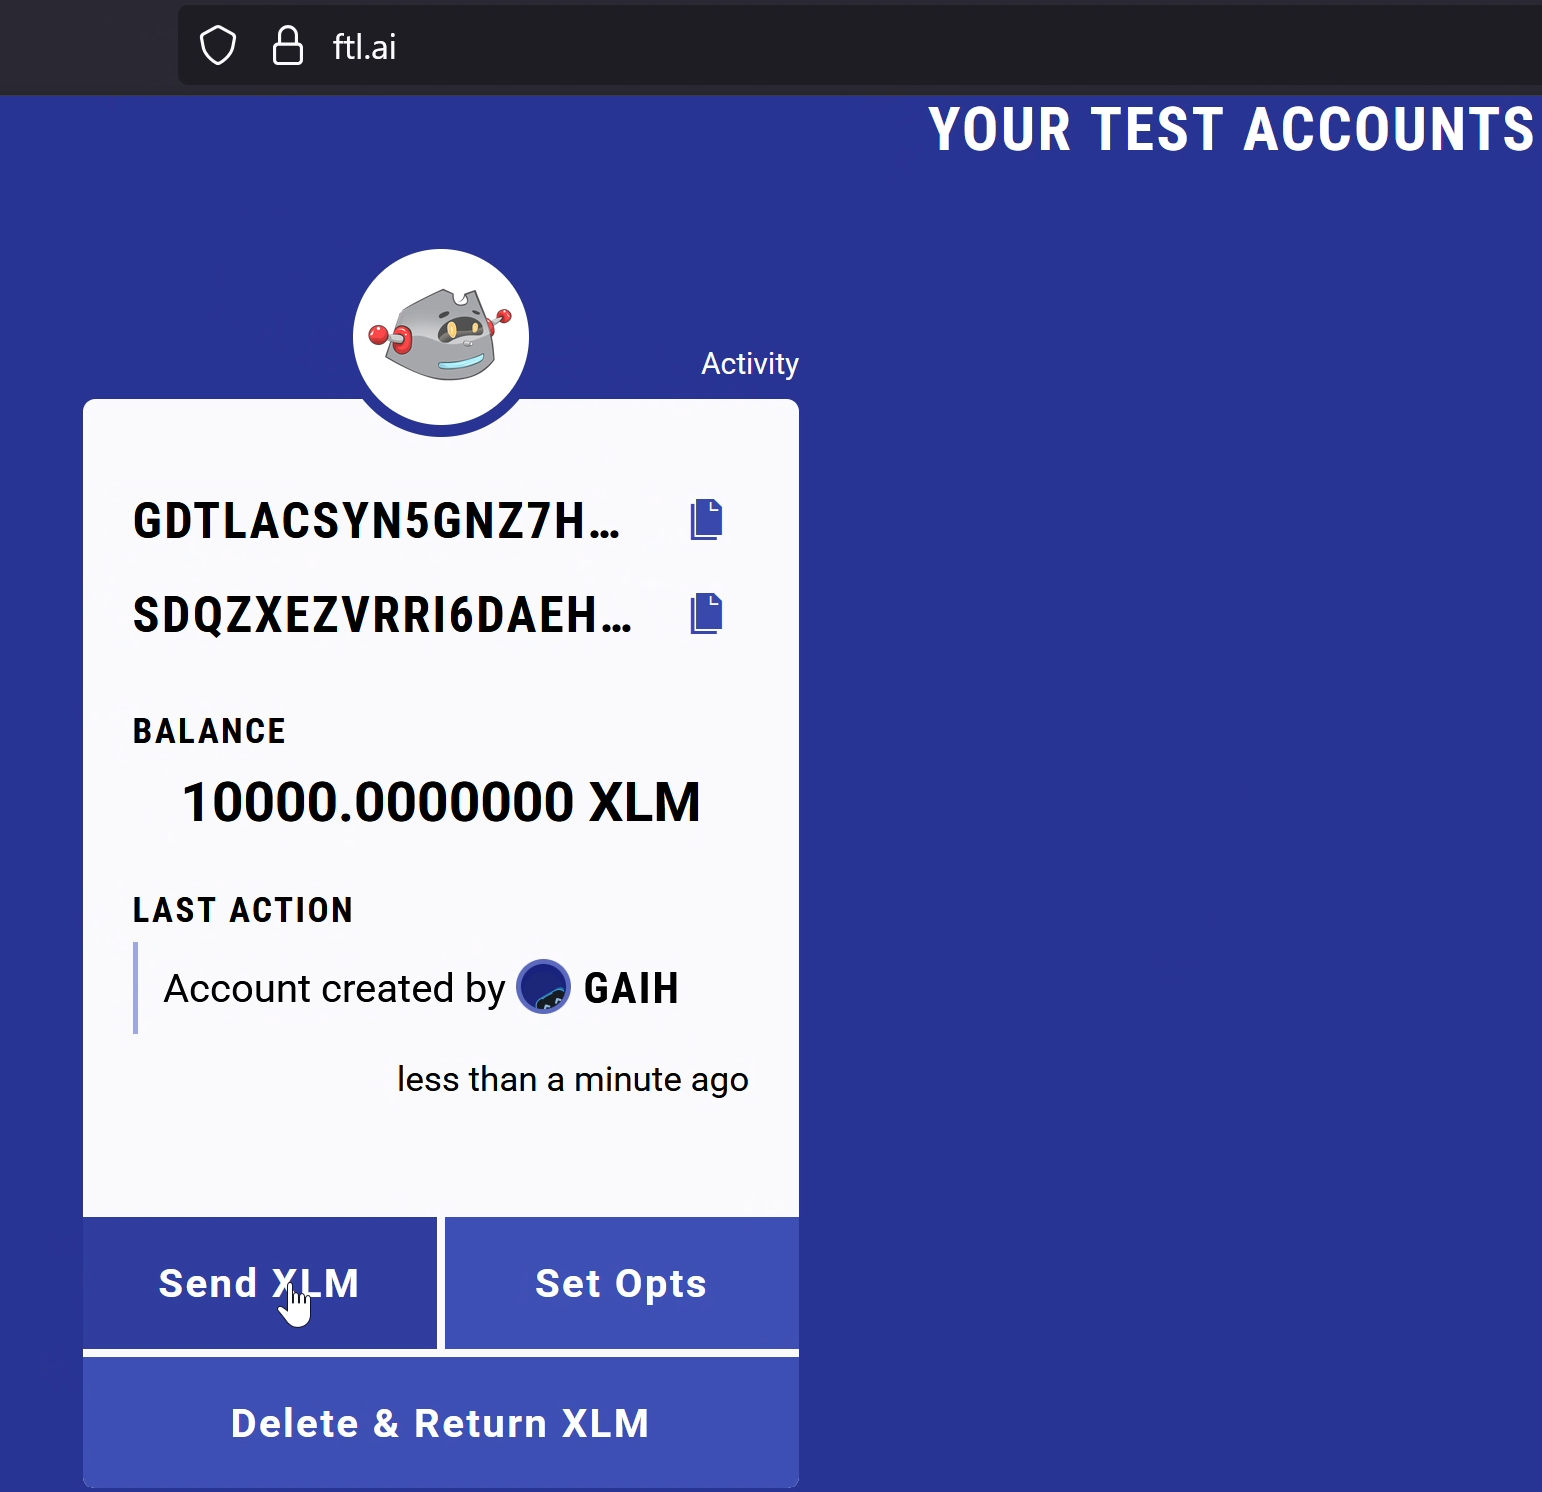 ftl.ai
YOUR TEST ACCOUNTS
Activity
GDTLACSYN5GNZ7H...
SDQZXEZVRRI6DAEH...
BALANCE
10000.0000000 XLM
LAST ACTION
Account created by GAIH
less than a minute ago
Send XLM
Set Opts
Delete & Return XLM